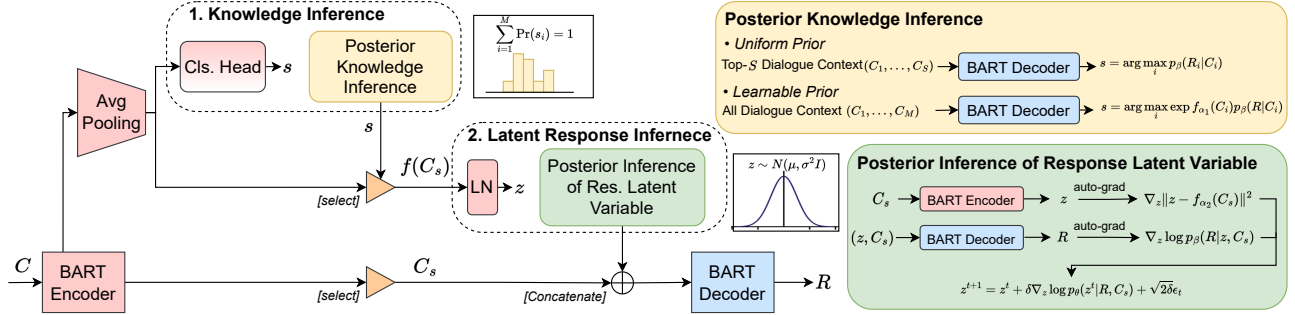 1. Knowledge Inference
Cls. Head
s
Posterior
Knowledge
Inference
\sum_{i=1}^{M} Pr(s_i) = 1
Avg
Pooling
s
f(C_s)
[select]
2. Latent Response Infernece
LN
z
Posterior Inference
of Res. Latent
Variable
z ∼ N(μ, σ²I)
C
BART
Encoder
[select]
C_s
[Concatenate]
BART
Decoder
R
Posterior Knowledge Inference
• Uniform Prior
Top-S Dialogue Context (C_1, . . . , C_S)
BART Decoder
s = arg max_i p_β(R_i|C_i)
• Learnable Prior
All Dialogue Context (C_1, . . . , C_M)
BART Decoder
s = arg max_i exp f_{α_1}(C_i)p_β(R|C_i)
Posterior Inference of Response Latent Variable
C_s
BART Encoder
z
auto-grad
∇_z‖z − f_{α_2}(C_s)‖²
(z, C_s)
BART Decoder
R
auto-grad
∇_z log p_β(R|z, C_s)
z^{t+1} = z^t + δ∇_z log p_θ(z^t|R, C_s) + √2δϵ_t